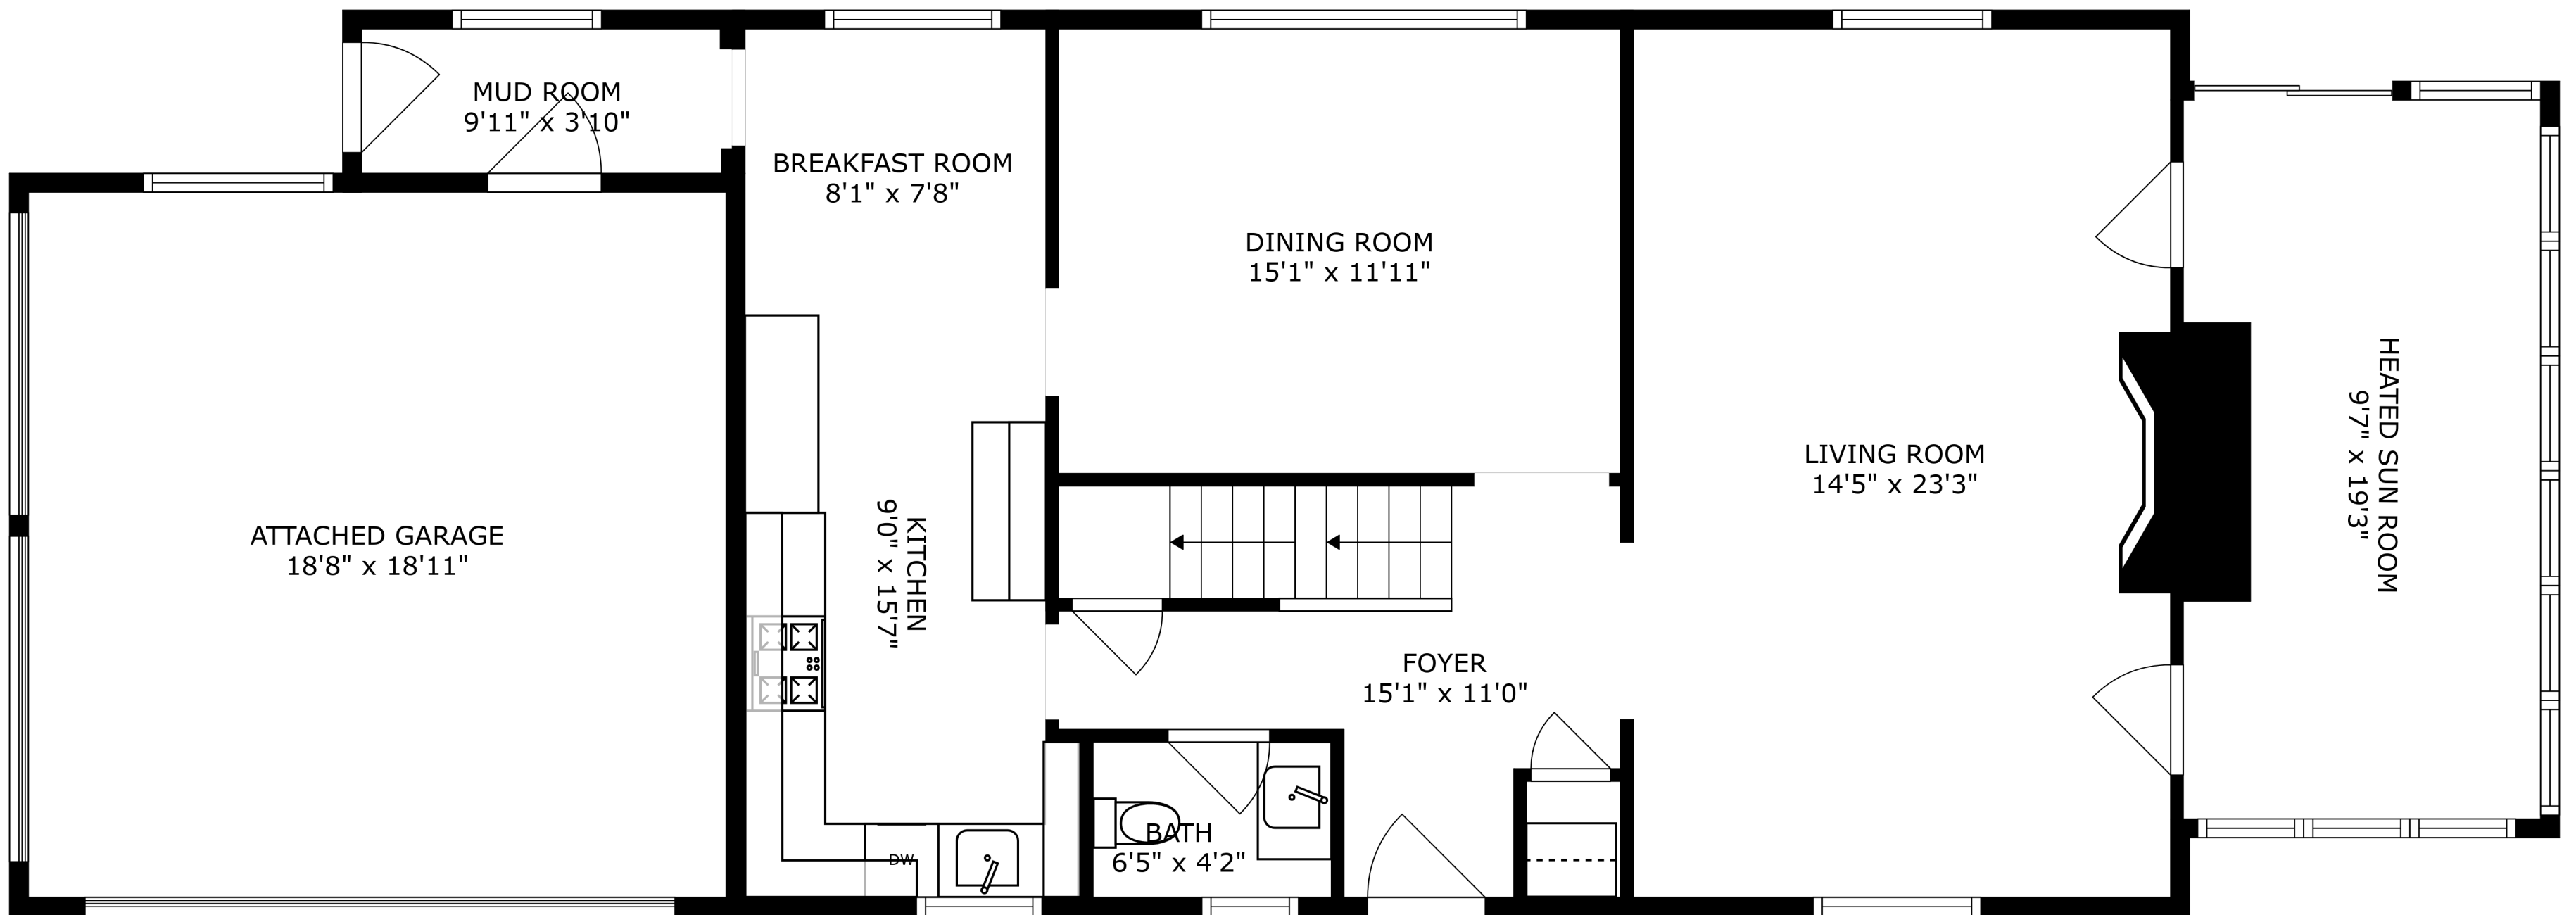 MUD ROOM
9'11" x 3'10"
BREAKFAST ROOM
8'1" x 7'8"
DINING ROOM
15'1" x 11'11"
ATTACHED GARAGE
18'8" x 18'11"
KITCHEN
9'0" x 15'7"
LIVING ROOM
14'5" x 23'3"
HEATED SUN ROOM
9'7" x 19'3"
FOYER
15'1" x 11'0"
BATH
6'5" x 4'2"
DW